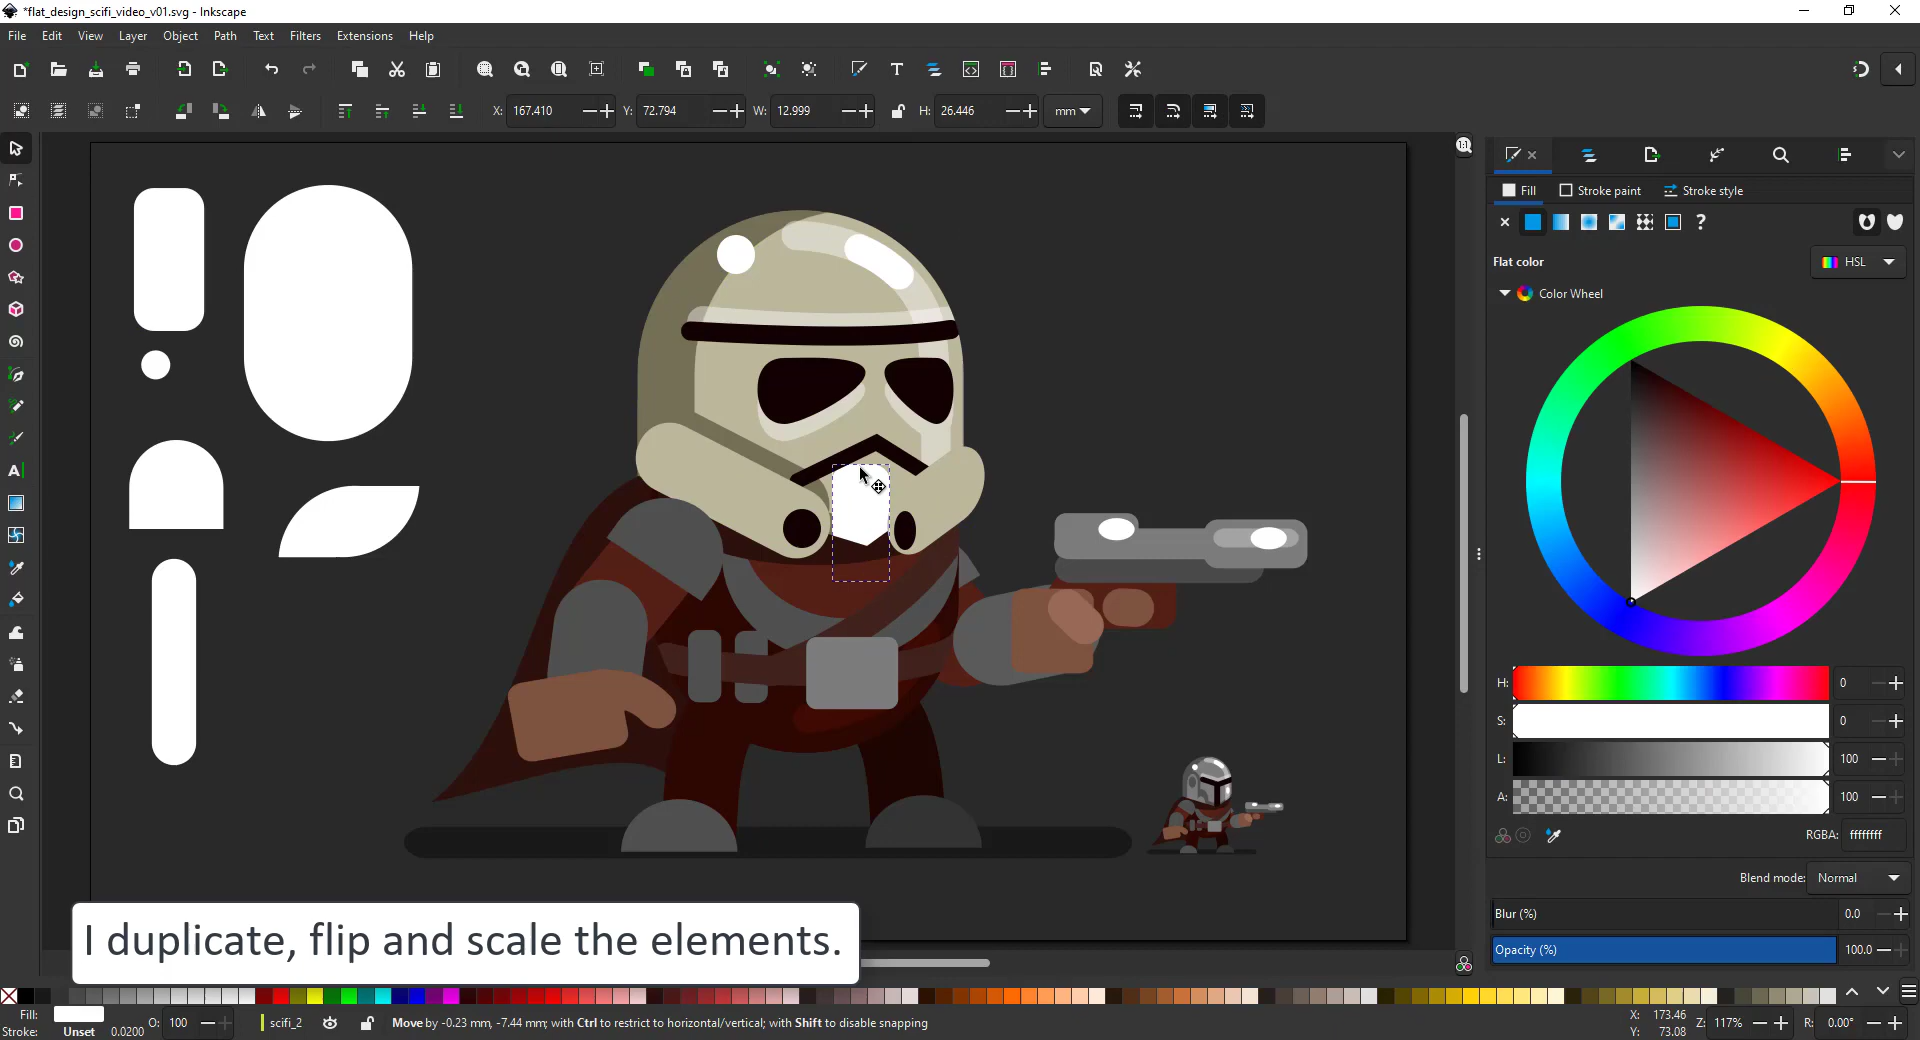 *flat_design_scifi_video_v01.svg - Inkscape
File Edit View Layer Object Path Text Filters Extensions Help
X: 167.410 Y: 72.794 W: 12.999 H: 26.446 mm
1:1
Fill Stroke paint Stroke style
Flat color HSL
Color Wheel
H: 0
S: 0
L: 100
A: 100
RGBA: ffffffff
Blend mode: Normal
Blur (%) 0.0
Opacity (%) 100.0
I duplicate, flip and scale the elements.
Fill:
Stroke: Unset 0.0200 O: 100 scifi_2 Move by -0.23 mm, -7.44 mm; with Ctrl to restrict to horizontal/vertical; with Shift to disable snapping
X: 173.46
Y: 73.08
Z: 117% R: 0.00°